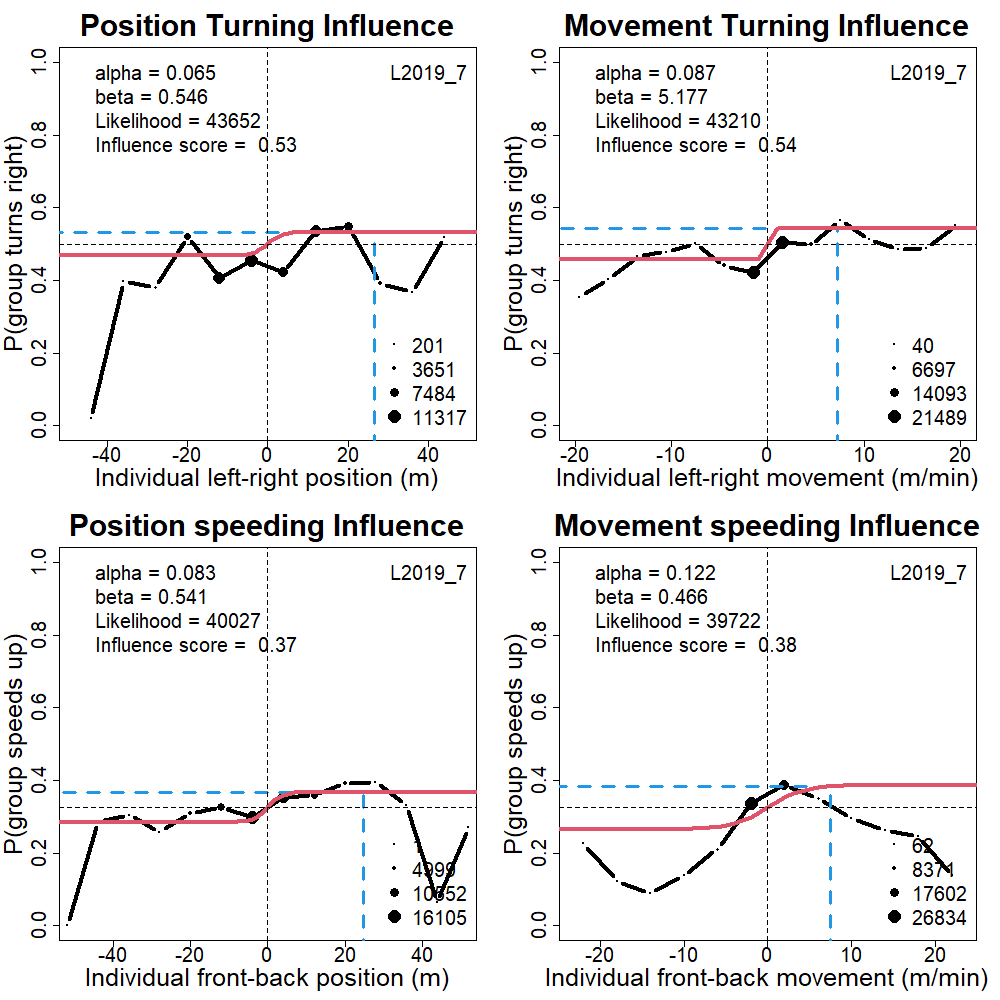 Position Turning Influence
P(group turns right)
1.0
0.8
0.6
0.4
0.2
0.0
alpha = 0.065
beta = 0.546
Likelihood = 43652
Influence score = 0.53
L2019_7
201
3651
7484
11317
-40 -20 0 20 40
Individual left-right position (m)
Movement Turning Influence
P(group turns right)
1.0
0.8
0.6
0.4
0.2
0.0
alpha = 0.087
beta = 5.177
Likelihood = 43210
Influence score = 0.54
L2019_7
40
6697
14093
21489
-20 -10 0 10 20
Individual left-right movement (m/min)
Position speeding Influence
P(group speeds up)
1.0
0.8
0.6
0.4
0.2
0.0
alpha = 0.083
beta = 0.541
Likelihood = 40027
Influence score = 0.37
L2019_7
1
4999
10552
16105
-40 -20 0 20 40
Individual front-back position (m)
Movement speeding Influence
P(group speeds up)
1.0
0.8
0.6
0.4
0.2
0.0
alpha = 0.122
beta = 0.466
Likelihood = 39722
Influence score = 0.38
L2019_7
62
8371
17602
26834
-20 -10 0 10 20
Individual front-back movement (m/min)